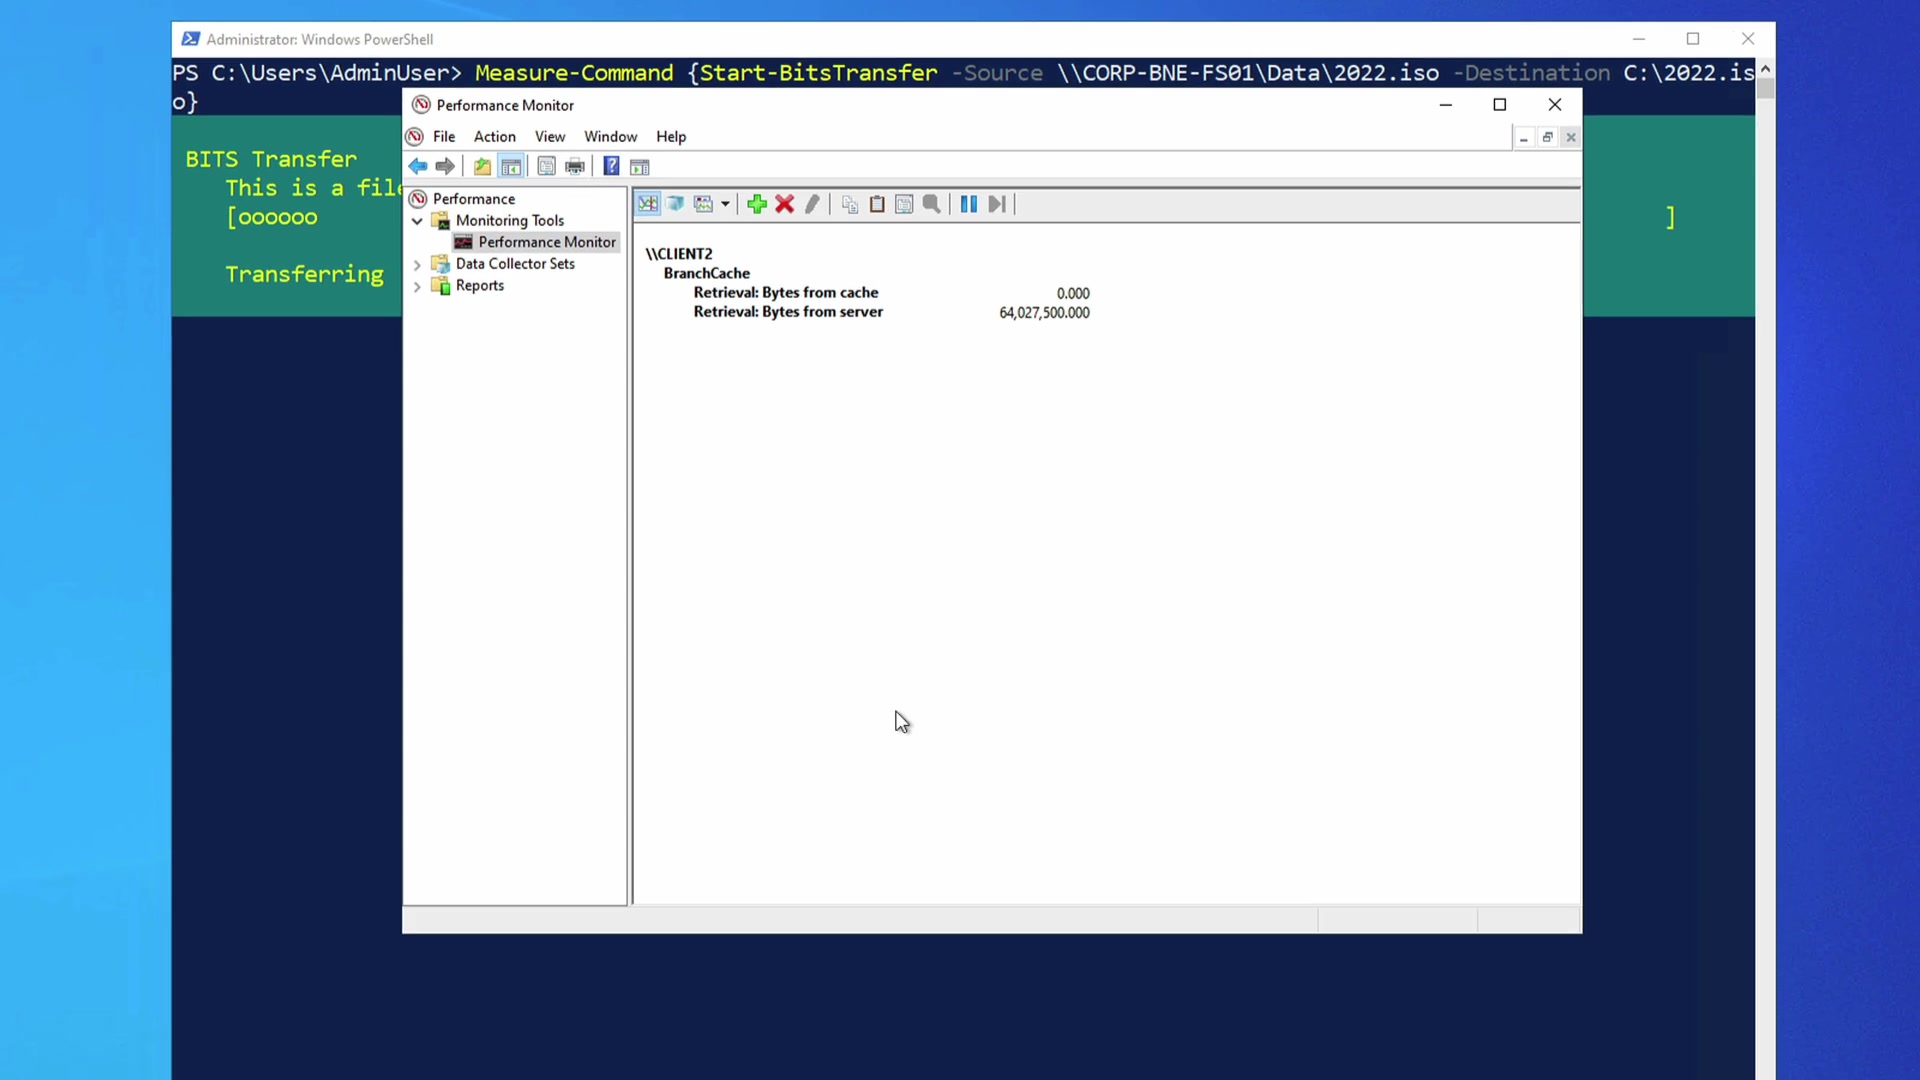 Administrator: Windows PowerShell
PS C:\Users\AdminUser> Measure-Command {Start-BitsTransfer -Source \\CORP-BNE-FS01\Data\2022.iso -Destination C:\2022.is
o}
BITS Transfer
This is a file
[oooooo ]
Transferring
Performance Monitor
File Action View Window Help
Performance
Monitoring Tools
Performance Monitor
Data Collector Sets
Reports
\\CLIENT2
BranchCache
Retrieval: Bytes from cache 0.000
Retrieval: Bytes from server 64,027,500.000